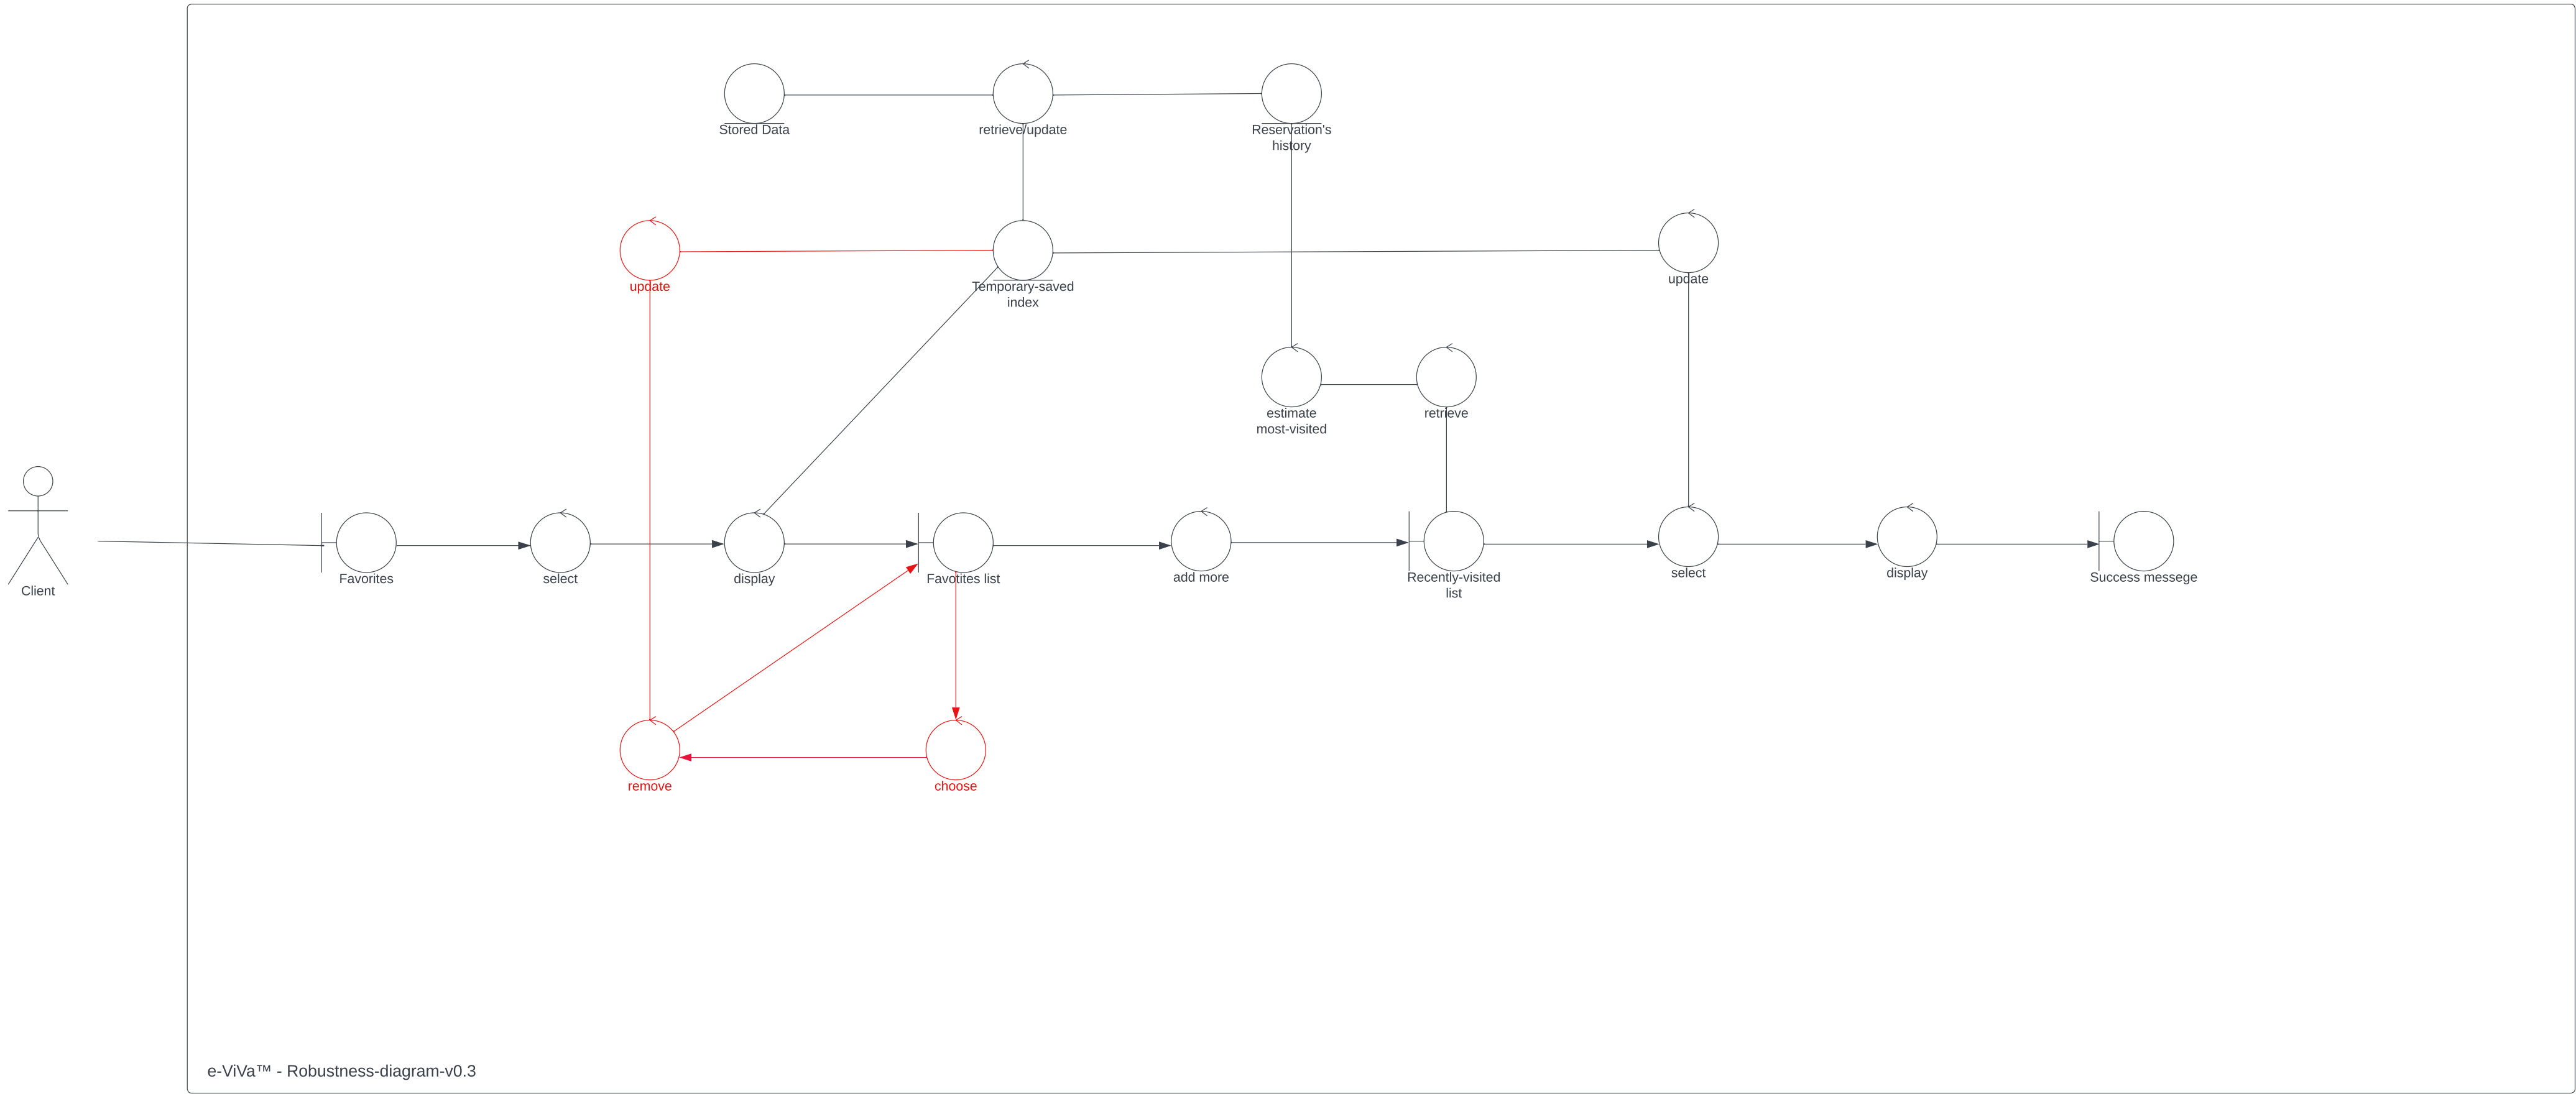 Stored Data
retrieve/update
Reservation's
history
update
Temporary-saved
index
update
estimate
most-visited
retrieve
Client
Favorites
select
display
Favotites list
add more
Recently-visited
list
select
display
Success messege
remove
choose
e-ViVa™ - Robustness-diagram-v0.3